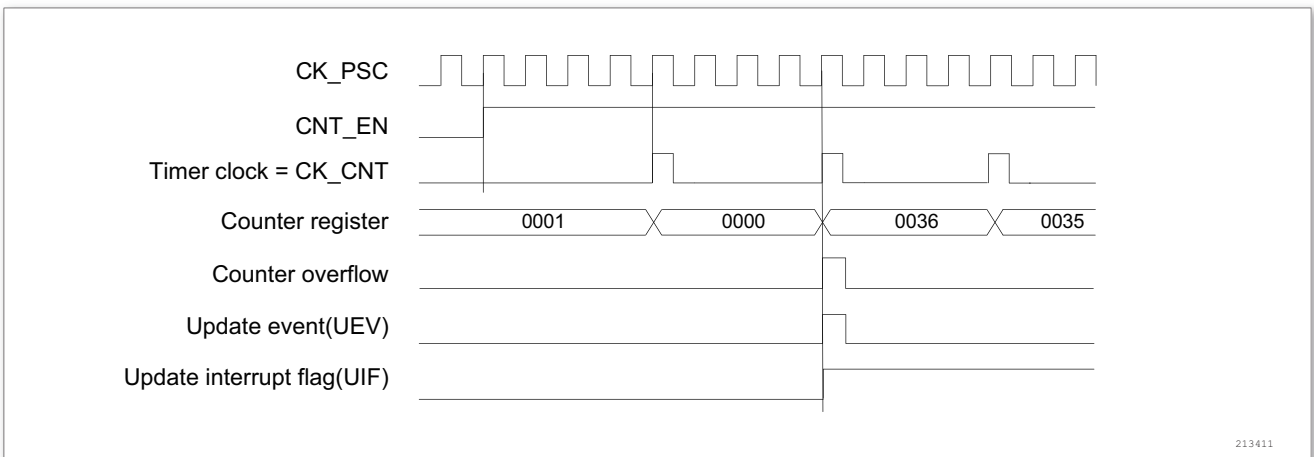 CK_PSC
CNT_EN
Timer clock = CK_CNT
Counter register 0001 0000 0036 0035
Counter overflow
Update event(UEV)
Update interrupt flag(UIF)
213411